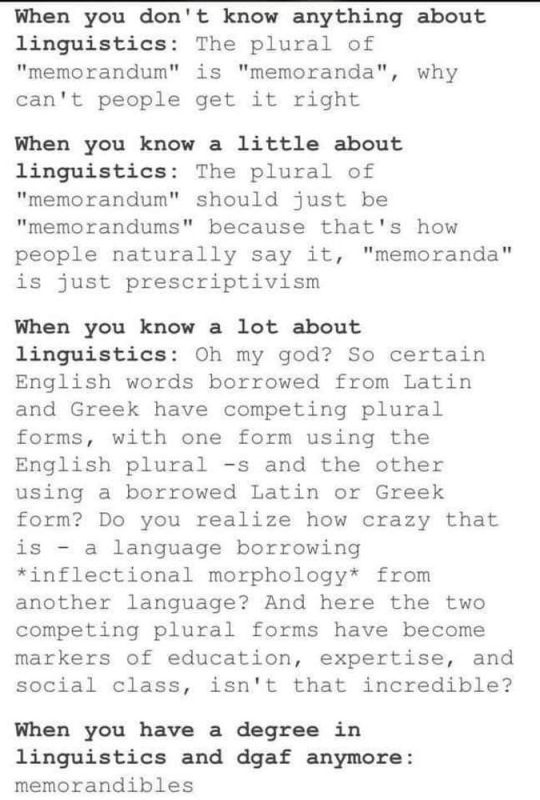 When you don't know anything about
linguistics: The plural of
"memorandum" is "memoranda", why
can't people get it right
When you know a little about
linguistics: The plural of
"memorandum" should just be
"memorandums" because that's how
people naturally say it, "memoranda"
is just prescriptivism
When you know a lot about
linguistics: Oh my god? So certain
English words borrowed from Latin
and Greek have competing plural
forms, with one form using the
English plural -s and the other
using a borrowed Latin or Greek
form? Do you realize how crazy that
is - a language borrowing
*inflectional morphology* from
another language? And here the two
competing plural forms have become
markers of education, expertise, and
social class, isn't that incredible?
When you have a degree in
linguistics and dgaf anymore:
memorandibles